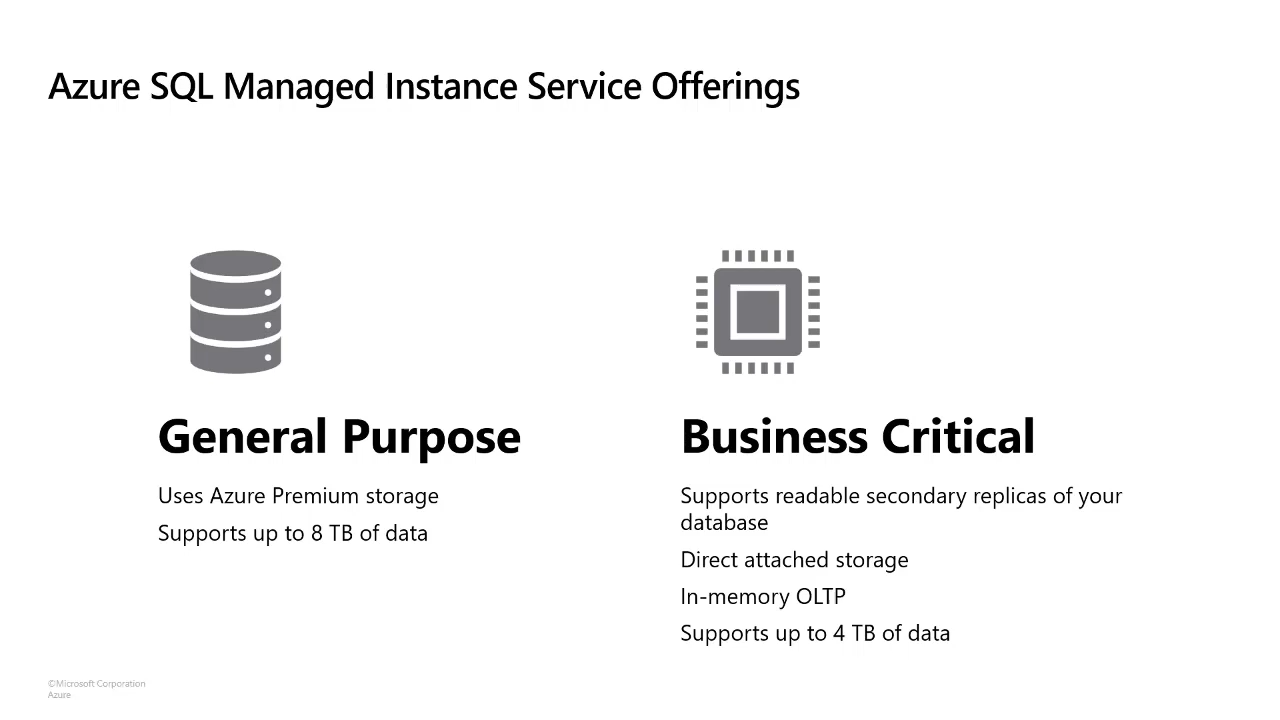 Azure SQL Managed Instance Service Offerings
General Purpose
Uses Azure Premium storage
Supports up to 8 TB of data
Business Critical
Supports readable secondary replicas of your
database
Direct attached storage
In-memory OLTP
Supports up to 4 TB of data
©Microsoft Corporation
Azure